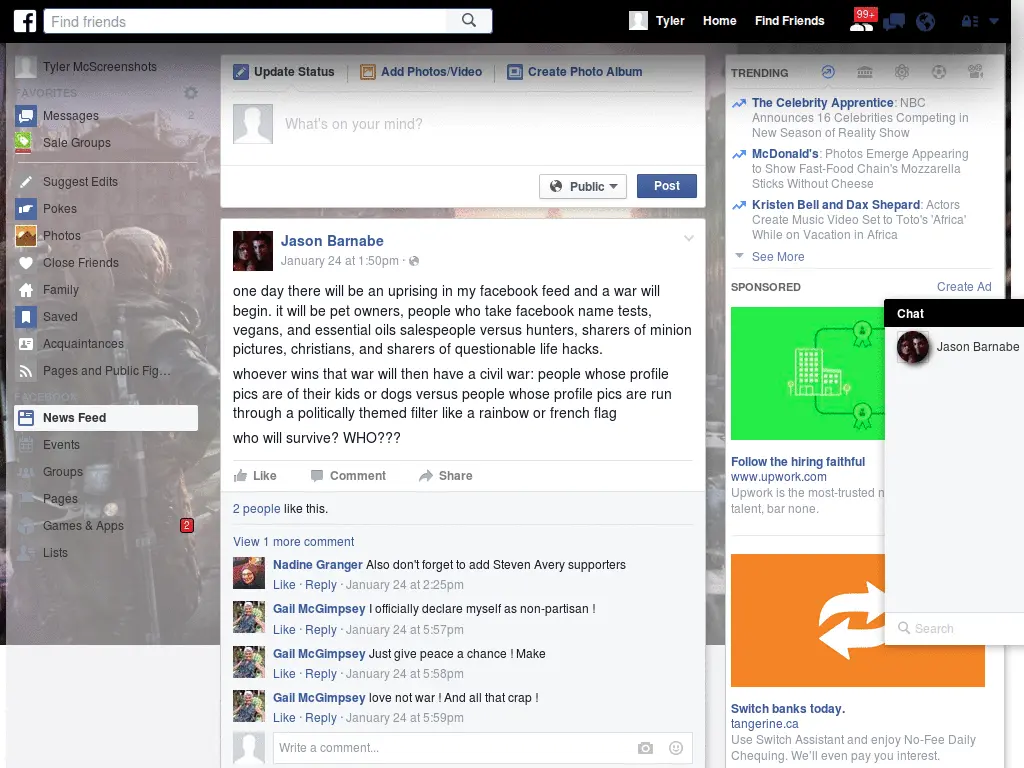 f
Find friends
Tyler
Home
Find Friends
99+
Tyler McScreenshots
FAVORITES
Messages
2
Sale Groups
Suggest Edits
Pokes
Photos
Close Friends
Family
Saved
Acquaintances
Pages and Public Fig...
FACEBOOK
News Feed
Events
Groups
Pages
Games & Apps
2
Lists
Update Status
Add Photos/Video
Create Photo Album
What's on your mind?
Public
Post
Jason Barnabe
January 24 at 1:50pm ·
one day there will be an uprising in my facebook feed and a war will
begin. it will be pet owners, people who take facebook name tests,
vegans, and essential oils salespeople versus hunters, sharers of minion
pictures, christians, and sharers of questionable life hacks.
whoever wins that war will then have a civil war: people whose profile
pics are of their kids or dogs versus people whose profile pics are run
through a politically themed filter like a rainbow or french flag
who will survive? WHO???
Like
Comment
Share
2 people like this.
View 1 more comment
Nadine Granger Also don't forget to add Steven Avery supporters
Like · Reply · January 24 at 2:25pm
Gail McGimpsey I officially declare myself as non-partisan !
Like · Reply · January 24 at 5:57pm
Gail McGimpsey Just give peace a chance ! Make
Like · Reply · January 24 at 5:58pm
Gail McGimpsey love not war ! And all that crap !
Like · Reply · January 24 at 5:59pm
Write a comment...
TRENDING
The Celebrity Apprentice: NBC
Announces 16 Celebrities Competing in
New Season of Reality Show
McDonald's: Photos Emerge Appearing
to Show Fast-Food Chain's Mozzarella
Sticks Without Cheese
Kristen Bell and Dax Shepard: Actors
Create Music Video Set to Toto's 'Africa'
While on Vacation in Africa
See More
SPONSORED
Create Ad
Follow the hiring faithful
www.upwork.com
Upwork is the most-trusted
talent, bar none.
Switch banks today.
tangerine.ca
Use Switch Assistant and enjoy No-Fee Daily
Chequing. We'll even pay you interest.
Chat
Jason Barnabe
Search